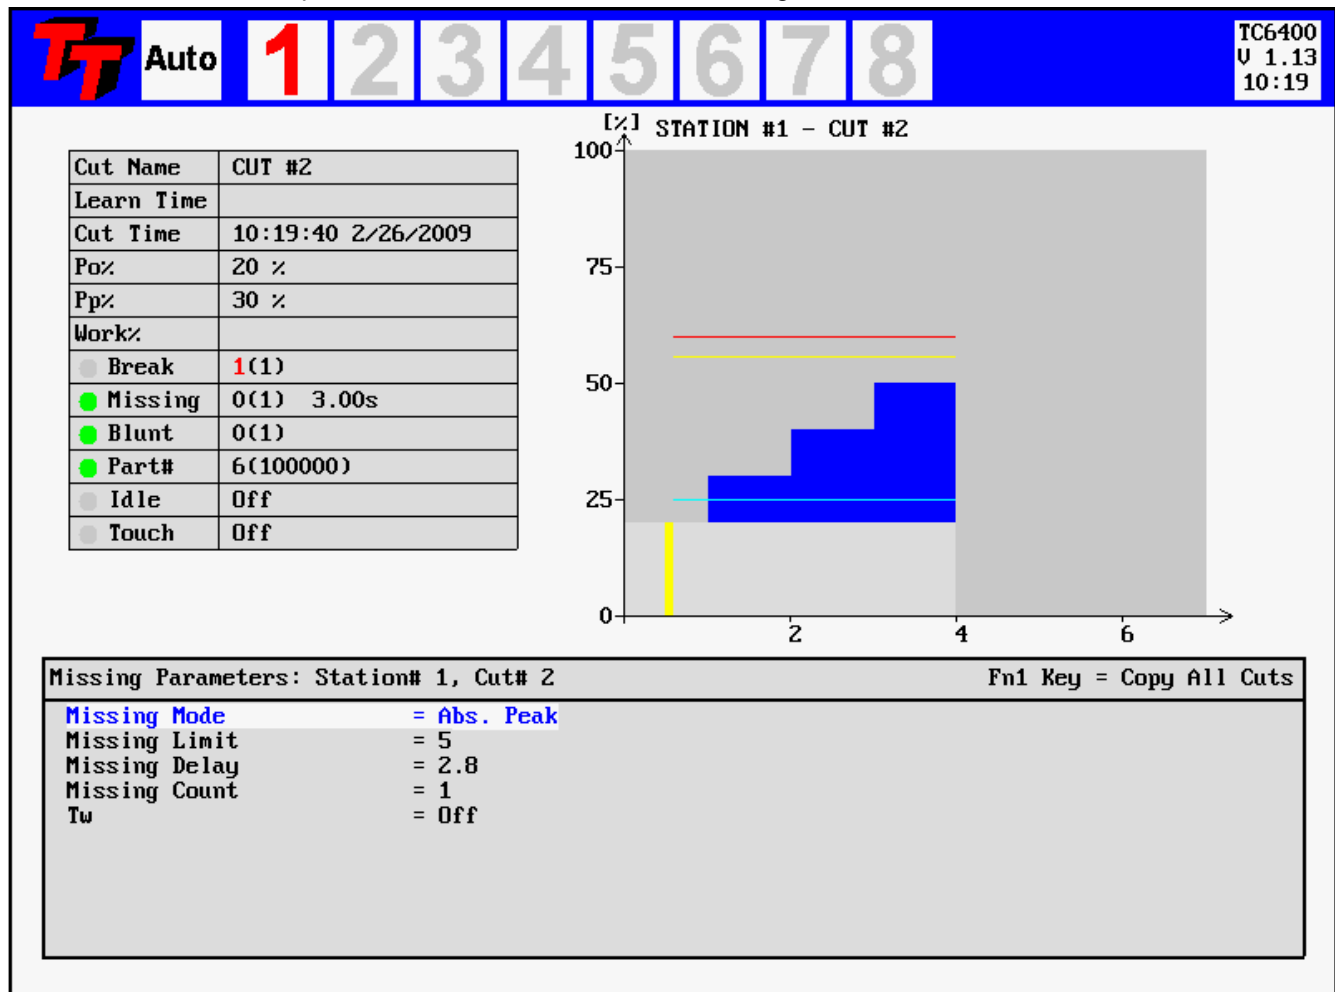 TT Auto 1 2 3 4 5 6 7 8
TC6400
V 1.13
10:19
[%] STATION #1 - CUT #2
Cut Name CUT #2
Learn Time
Cut Time 10:19:40 2/26/2009
Po% 20 %
Pp% 30 %
Work%
Break 1(1)
Missing 0(1) 3.00s
Blunt 0(1)
Part# 6(100000)
Idle Off
Touch Off
100
75
50
25
0
2 4 6
Missing Parameters: Station# 1, Cut# 2 Fn1 Key = Copy All Cuts
Missing Mode = Abs. Peak
Missing Limit = 5
Missing Delay = 2.8
Missing Count = 1
Tw = Off